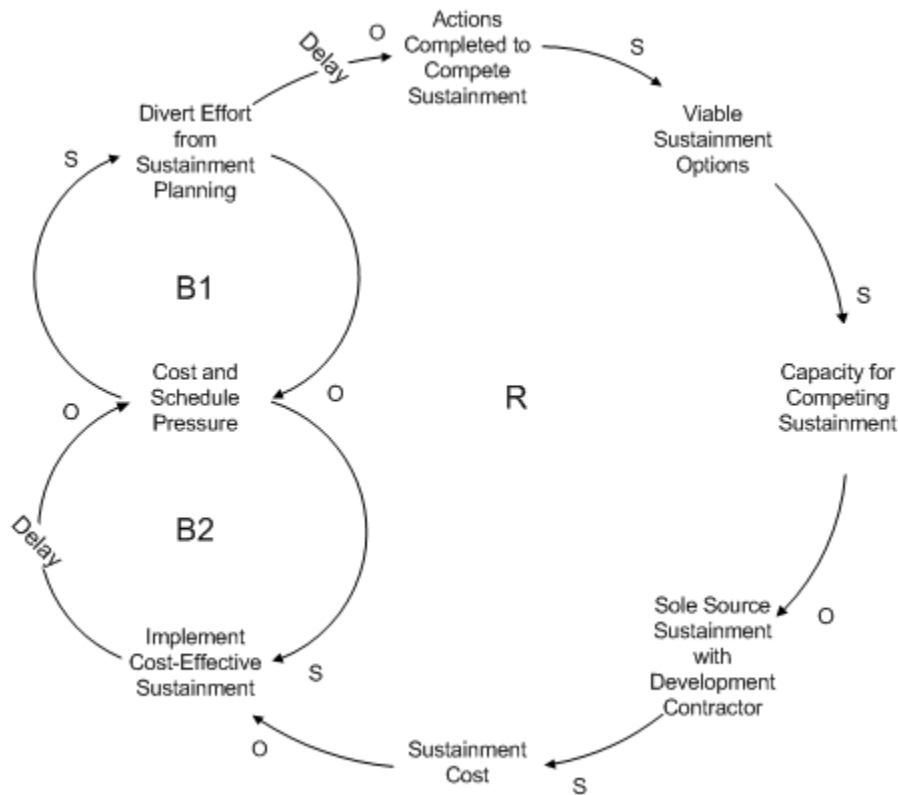 Actions
Completed to
Compete
Sustainment
O
Delay
S
Divert Effort
from
Sustainment
Planning
S
Viable
Sustainment
Options
B1
S
Cost and
Schedule
Pressure
O
O
R
Capacity for
Competing
Sustainment
Delay
B2
Sole Source
Sustainment
with
Development
Contractor
O
Implement
Cost-Effective
Sustainment
S
Sustainment
Cost
O
S